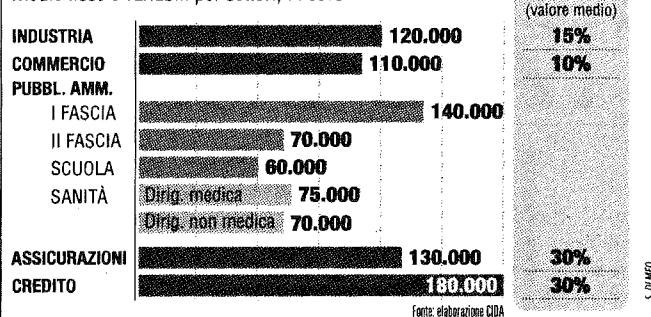 (valore medio)
INDUSTRIA 120.000 15%
COMMERCIO 110.000 10%
PUBBL. AMM.
I FASCIA 140.000
II FASCIA 70.000
SCUOLA 60.000
SANITÀ Dirig. medica 75.000
Dirig. non medica 70.000
ASSICURAZIONI 130.000 30%
CREDITO 180.000 30%
Fonte: elaborazione CIDA
S. DI MEO